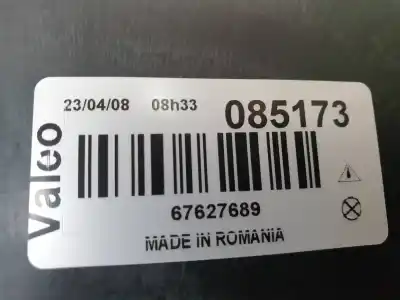 Valeo
23/04/08 08h33 085173
67627689
MADE IN ROMANIA